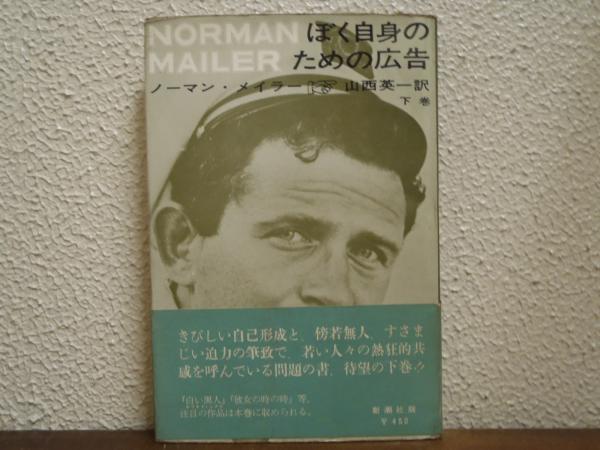 NORMAN
MAILER
ぼく自身の
ための広告
ノーマン・メイラー☞山西英一訳
下巻
きびしい自己形成と、傍若無人、すさま
じい迫力の筆致で、若い人々の熱狂的共
感を呼んでいる問題の書、待望の下巻!!
「白い黒人」「彼女の時の時」等、
注目の作品は本巻に収められる。
新潮社版
¥450